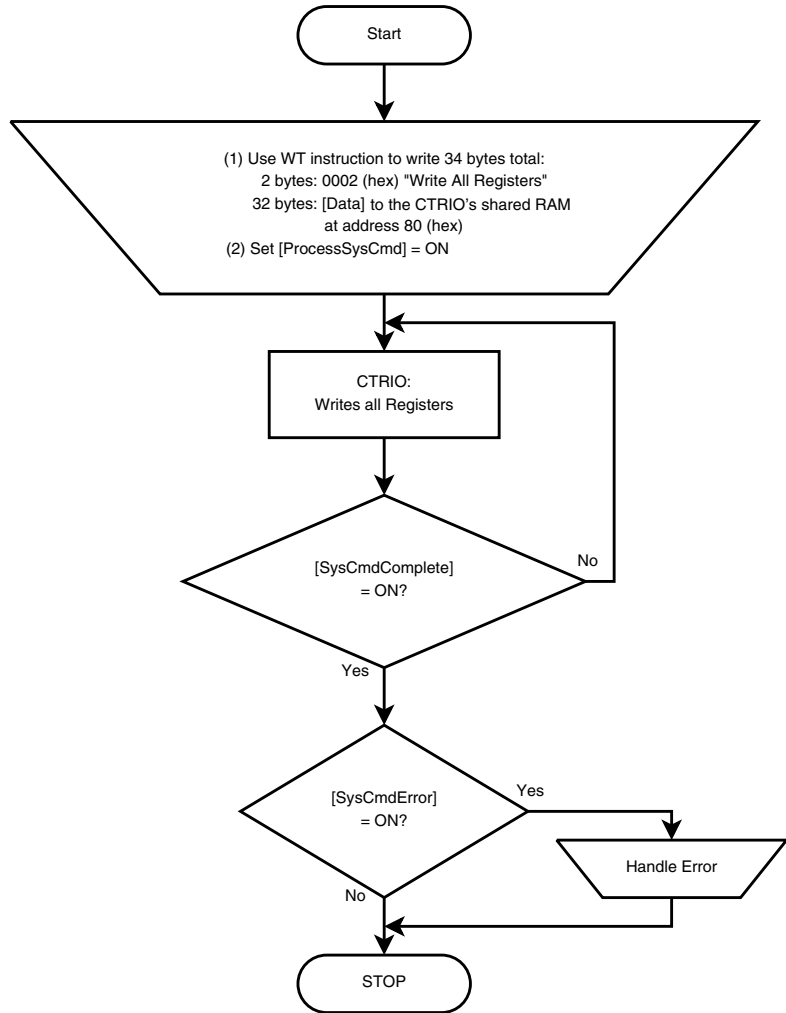 Start
(1) Use WT instruction to write 34 bytes total:
2 bytes: 0002 (hex) "Write All Registers"
32 bytes: [Data] to the CTRIO’s shared RAM
at address 80 (hex)
(2) Set [ProcessSysCmd] = ON
CTRIO:
Writes all Registers
[SysCmdComplete]
= ON?
No
Yes
[SysCmdError]
= ON?
Yes
Handle Error
No
STOP